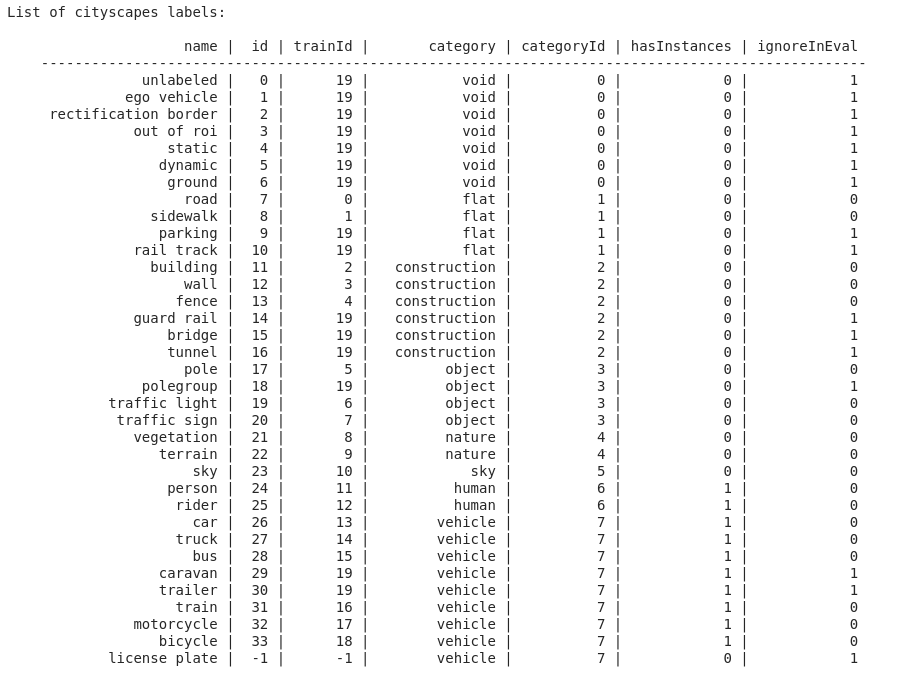 List of cityscapes labels:
name | id | trainId | category | categoryId | hasInstances | ignoreInEval
--------------------------------------------------------------------------------------------------
unlabeled | 0 | 19 | void | 0 | 0 | 1
ego vehicle | 1 | 19 | void | 0 | 0 | 1
rectification border | 2 | 19 | void | 0 | 0 | 1
out of roi | 3 | 19 | void | 0 | 0 | 1
static | 4 | 19 | void | 0 | 0 | 1
dynamic | 5 | 19 | void | 0 | 0 | 1
ground | 6 | 19 | void | 0 | 0 | 1
road | 7 | 0 | flat | 1 | 0 | 0
sidewalk | 8 | 1 | flat | 1 | 0 | 0
parking | 9 | 19 | flat | 1 | 0 | 1
rail track | 10 | 19 | flat | 1 | 0 | 1
building | 11 | 2 | construction | 2 | 0 | 0
wall | 12 | 3 | construction | 2 | 0 | 0
fence | 13 | 4 | construction | 2 | 0 | 0
guard rail | 14 | 19 | construction | 2 | 0 | 1
bridge | 15 | 19 | construction | 2 | 0 | 1
tunnel | 16 | 19 | construction | 2 | 0 | 1
pole | 17 | 5 | object | 3 | 0 | 0
polegroup | 18 | 19 | object | 3 | 0 | 1
traffic light | 19 | 6 | object | 3 | 0 | 0
traffic sign | 20 | 7 | object | 3 | 0 | 0
vegetation | 21 | 8 | nature | 4 | 0 | 0
terrain | 22 | 9 | nature | 4 | 0 | 0
sky | 23 | 10 | sky | 5 | 0 | 0
person | 24 | 11 | human | 6 | 1 | 0
rider | 25 | 12 | human | 6 | 1 | 0
car | 26 | 13 | vehicle | 7 | 1 | 0
truck | 27 | 14 | vehicle | 7 | 1 | 0
bus | 28 | 15 | vehicle | 7 | 1 | 0
caravan | 29 | 19 | vehicle | 7 | 1 | 1
trailer | 30 | 19 | vehicle | 7 | 1 | 1
train | 31 | 16 | vehicle | 7 | 1 | 0
motorcycle | 32 | 17 | vehicle | 7 | 1 | 0
bicycle | 33 | 18 | vehicle | 7 | 1 | 0
license plate | -1 | -1 | vehicle | 7 | 0 | 1